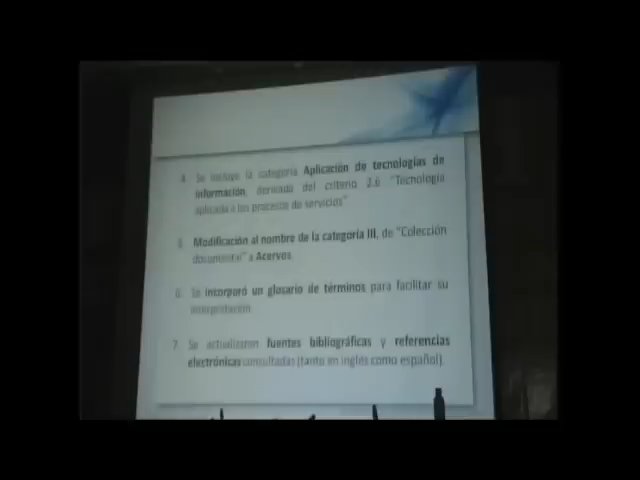 4. Se incluye la categoría Aplicación de tecnologías de
información, derivada del criterio 2.6 "Tecnología
aplicada a los procesos de servicios"
5. Modificación al nombre de la categoría III, de "Colección
documental" a Acervos
6. Se incorporó un glosario de términos para facilitar su
interpretación
7. Se actualizaron fuentes bibliográficas y referencias
electrónicas consultadas (tanto en inglés como español)